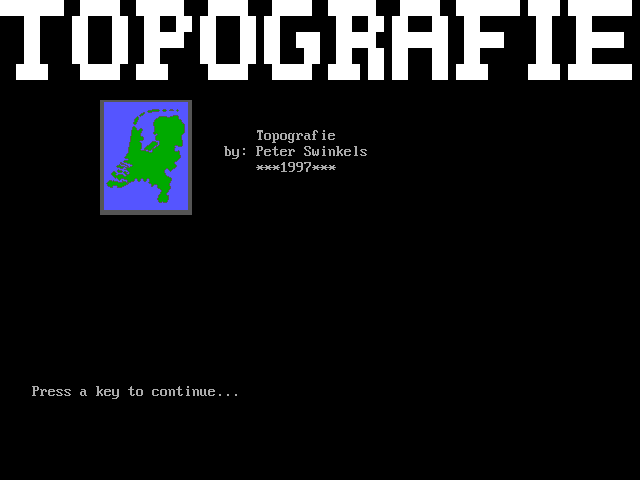 TOPOGRAFIE
Topografie
by: Peter Swinkels
***1997***
Press a key to continue...